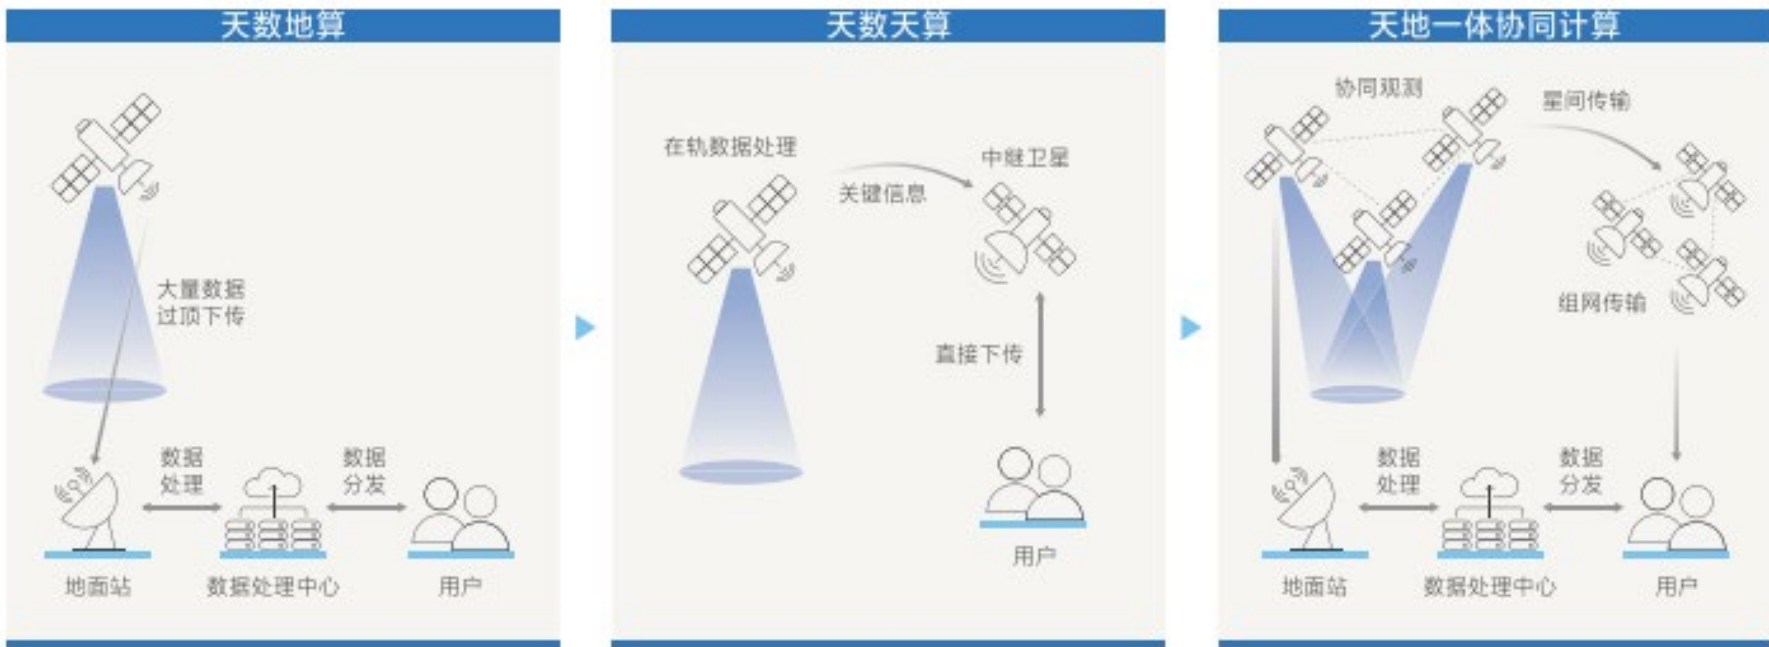 天数地算
大量数据
过顶下传
数据
处理
数据
分发
地面站
数据处理中心
用户
天数天算
在轨数据处理
关键信息
中继卫星
直接下传
用户
天地一体协同计算
协同观测
星间传输
组网传输
数据
处理
数据
分发
地面站
数据处理中心
用户